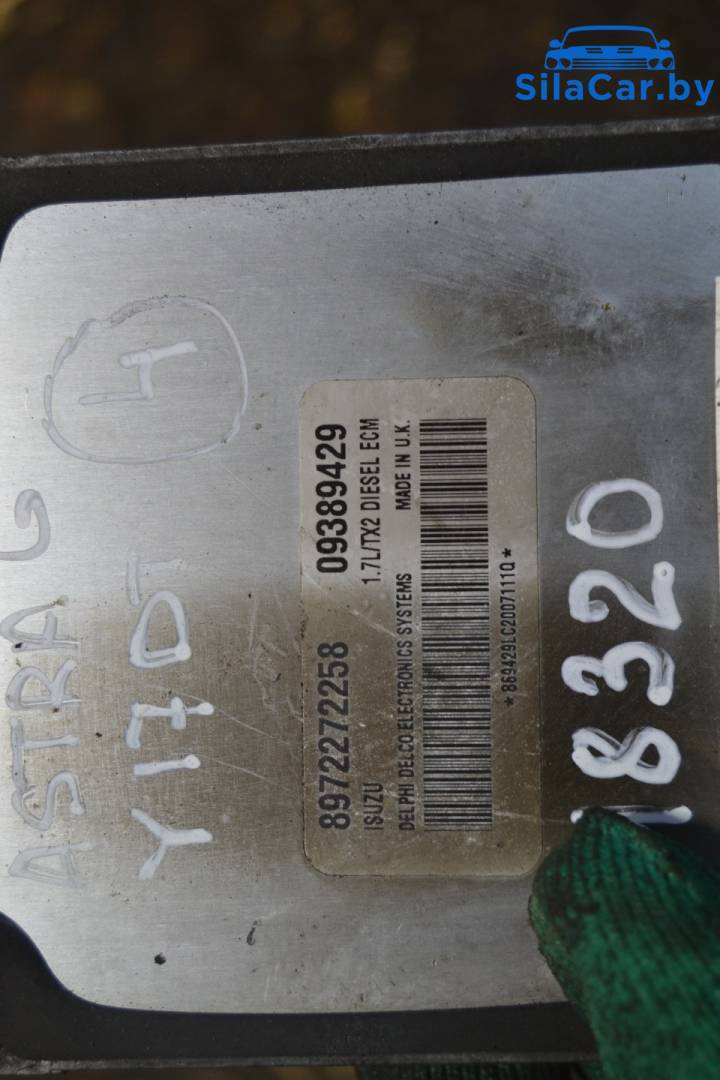 SilaCar.by
ASTRA G
Y17DT
4
8972272258 09389429
ISUZU 1.7L/TX2 DIESEL ECM
DELPHI DELCO ELECTRONICS SYSTEMS MADE IN U.K.
*869429LC2007111Q*
18320